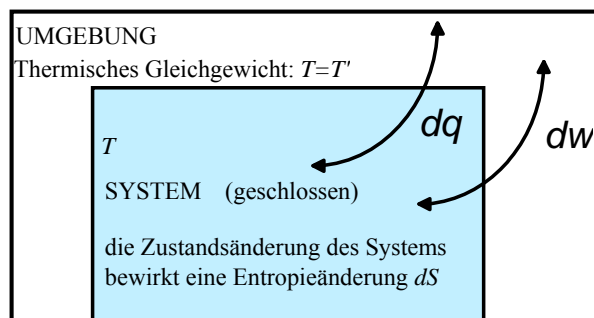 UMGEBUNG
Thermisches Gleichgewicht: T=T'
dq
dw
T
SYSTEM (geschlossen)
die Zustandsänderung des Systems
bewirkt eine Entropieänderung dS